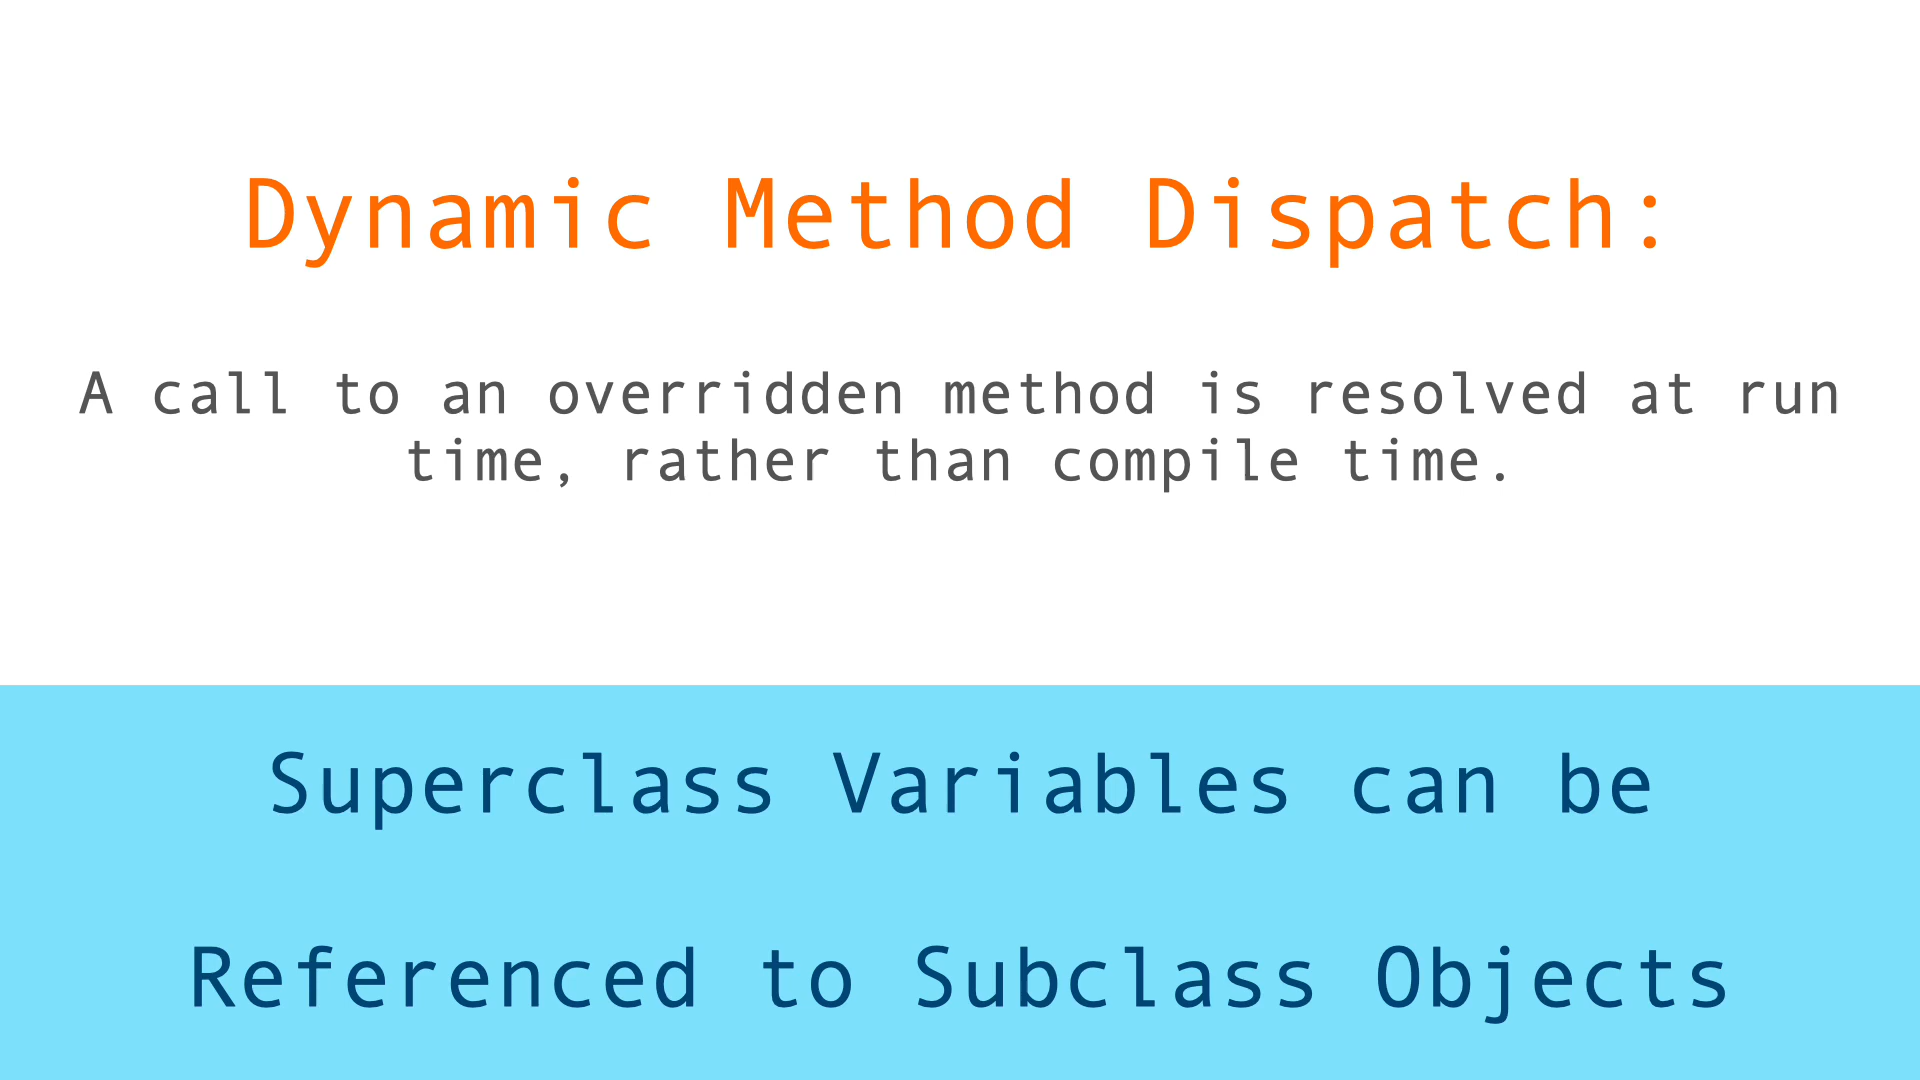 Dynamic Method Dispatch:
A call to an overridden method is resolved at run
time, rather than compile time.
Superclass Variables can be
Referenced to Subclass Objects